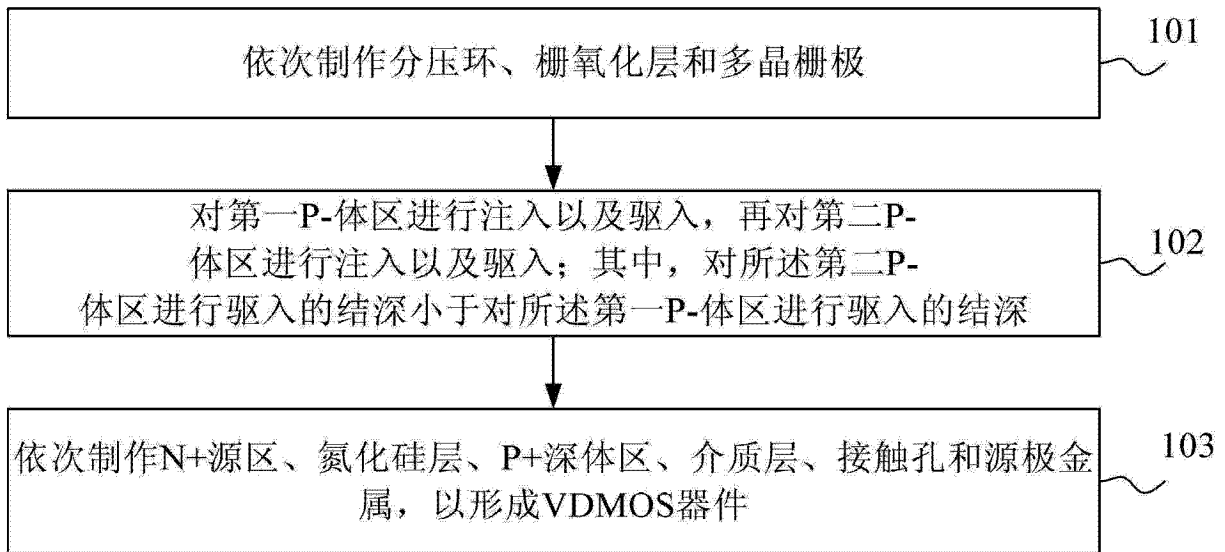 依次制作分压环、栅氧化层和多晶栅极
101
对第一P-体区进行注入以及驱入，再对第二P-
体区进行注入以及驱入；其中，对所述第二P-
体区进行驱入的结深小于对所述第一P-体区进行驱入的结深
102
依次制作N+源区、氮化硅层、P+深体区、介质层、接触孔和源极金
属，以形成VDMOS器件
103